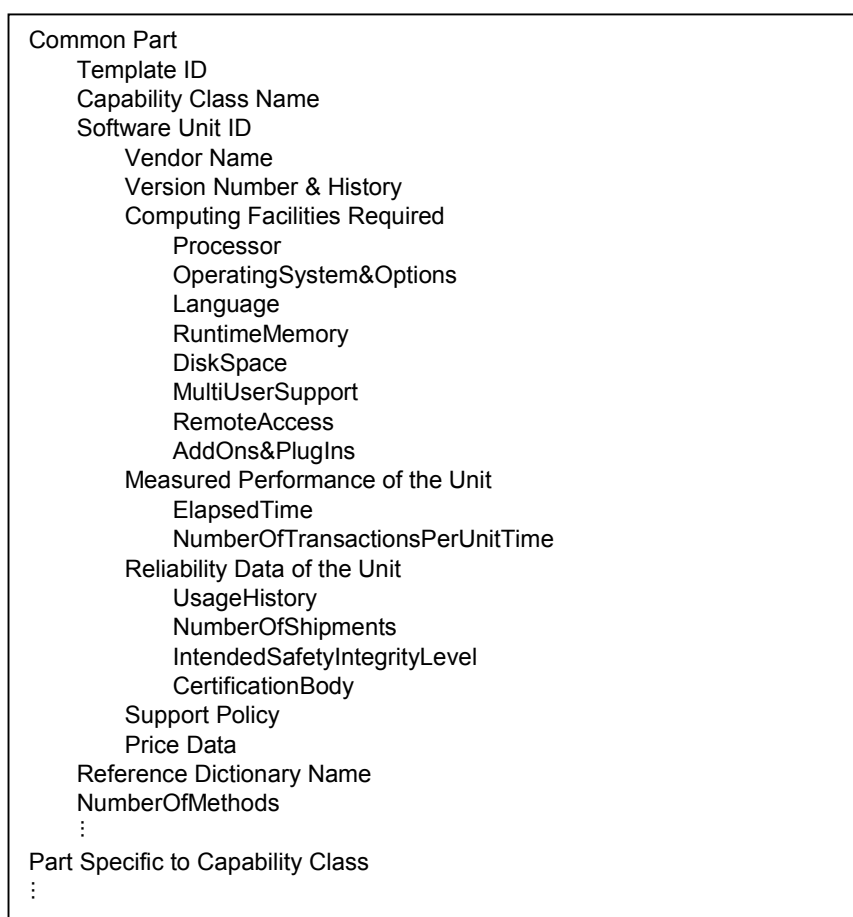 Common Part
Template ID
Capability Class Name
Software Unit ID
Vendor Name
Version Number & History
Computing Facilities Required
Processor
OperatingSystem&Options
Language
RuntimeMemory
DiskSpace
MultiUserSupport
RemoteAccess
AddOns&PlugIns
Measured Performance of the Unit
ElapsedTime
NumberOfTransactionsPerUnitTime
Reliability Data of the Unit
UsageHistory
NumberOfShipments
IntendedSafetyIntegrityLevel
CertificationBody
Support Policy
Price Data
Reference Dictionary Name
NumberOfMethods
⋮
Part Specific to Capability Class
⋮